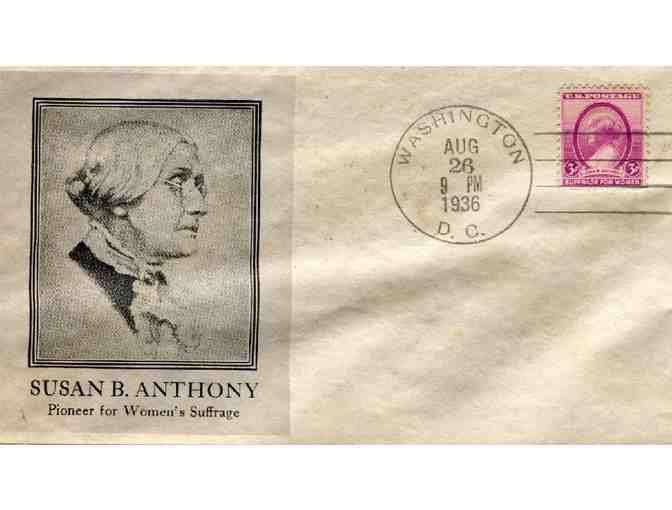 SUSAN B. ANTHONY
Pioneer for Women's Suffrage
WASHINGTON
AUG
26
9 PM
1936
D. C.
U.S. POSTAGE
3¢ 3¢
SUFFRAGE FOR WOMEN